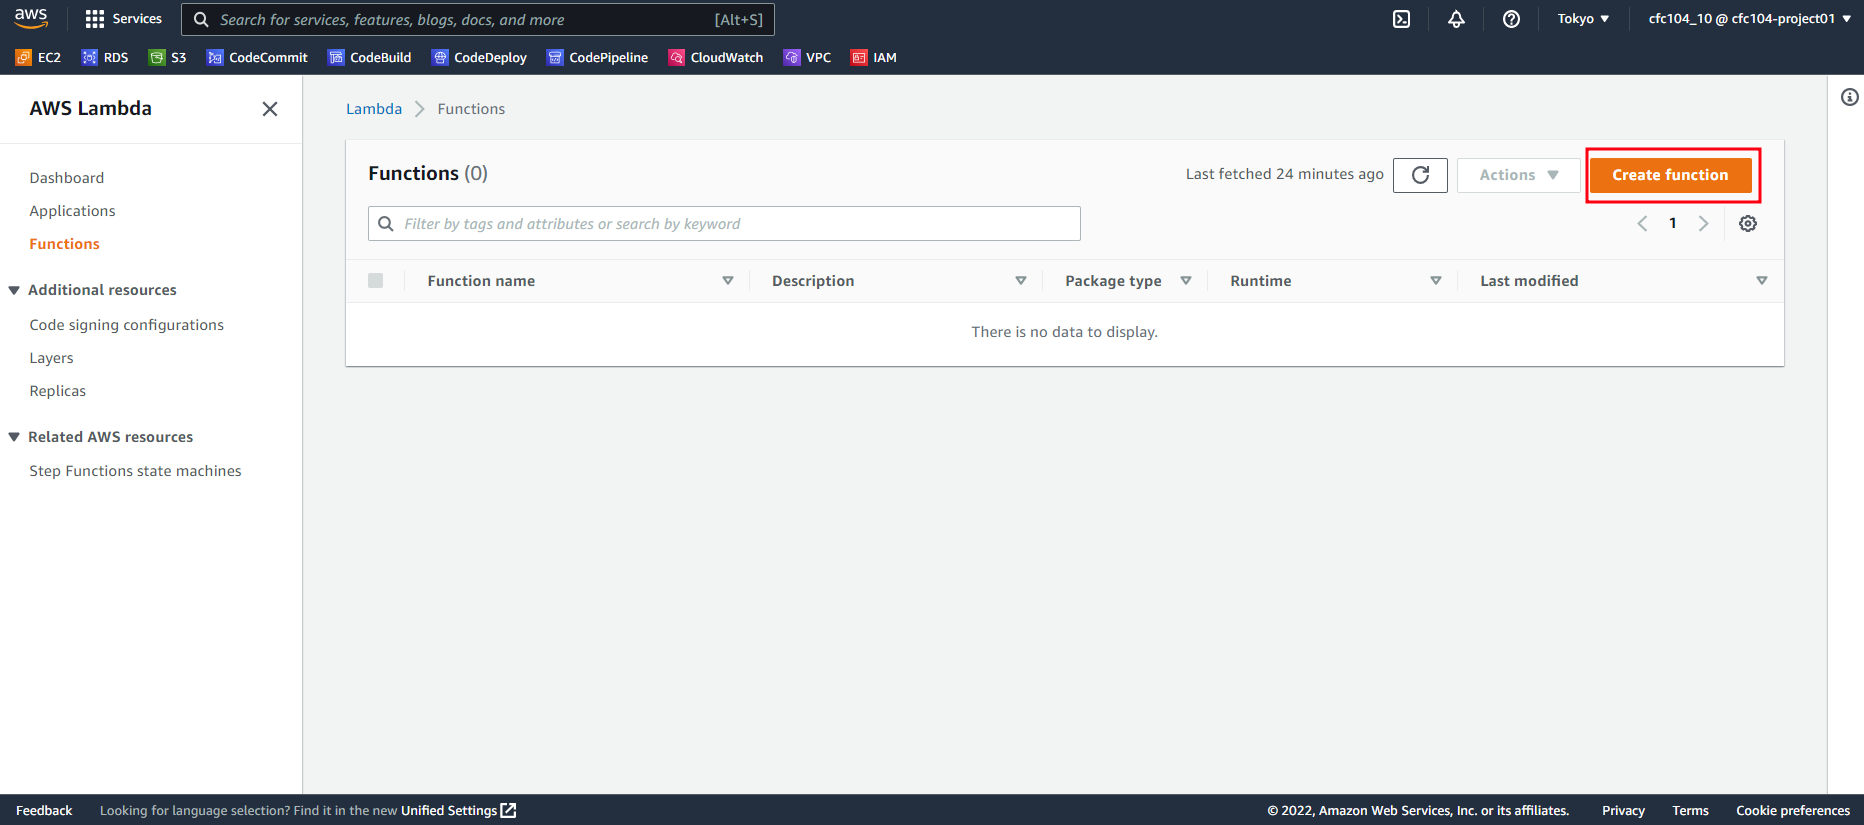 aws Services Search for services, features, blogs, docs, and more [Alt+S] Tokyo cfc104_10 @ cfc104-project01
EC2 RDS S3 CodeCommit CodeBuild CodeDeploy CodePipeline CloudWatch VPC IAM
AWS Lambda
Dashboard
Applications
Functions
Additional resources
Code signing configurations
Layers
Replicas
Related AWS resources
Step Functions state machines
Lambda Functions
Functions (0) Last fetched 24 minutes ago Actions Create function
Filter by tags and attributes or search by keyword 1
Function name Description Package type Runtime Last modified
There is no data to display.
Feedback Looking for language selection? Find it in the new Unified Settings © 2022, Amazon Web Services, Inc. or its affiliates. Privacy Terms Cookie preferences